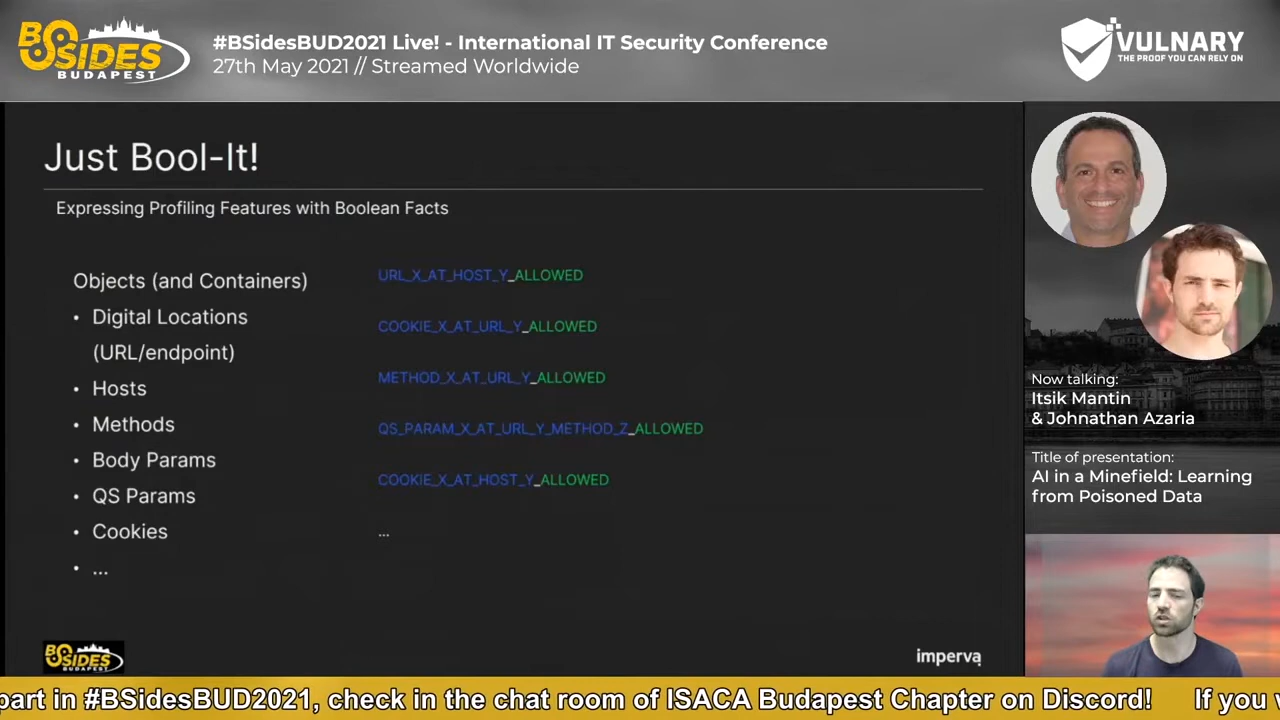 BSIDES
BUDAPEST
#BSidesBUD2021 Live! - International IT Security Conference
27th May 2021 // Streamed Worldwide
VULNARY
THE PROOF YOU CAN RELY ON
Just Bool-It!
Expressing Profiling Features with Boolean Facts
Objects (and Containers)
• Digital Locations
(URL/endpoint)
• Hosts
• Methods
• Body Params
• QS Params
• Cookies
• ...
URL_X_AT_HOST_Y_ALLOWED
COOKIE_X_AT_URL_Y_ALLOWED
METHOD_X_AT_URL_Y_ALLOWED
QS_PARAM_X_AT_URL_Y_METHOD_Z_ALLOWED
COOKIE_X_AT_HOST_Y_ALLOWED
...
Now talking:
Itsik Mantin
& Johnathan Azaria
Title of presentation:
AI in a Minefield: Learning
from Poisoned Data
BSIDES
BUDAPEST
imperva
part in #BSidesBUD2021, check in the chat room of ISACA Budapest Chapter on Discord! If you